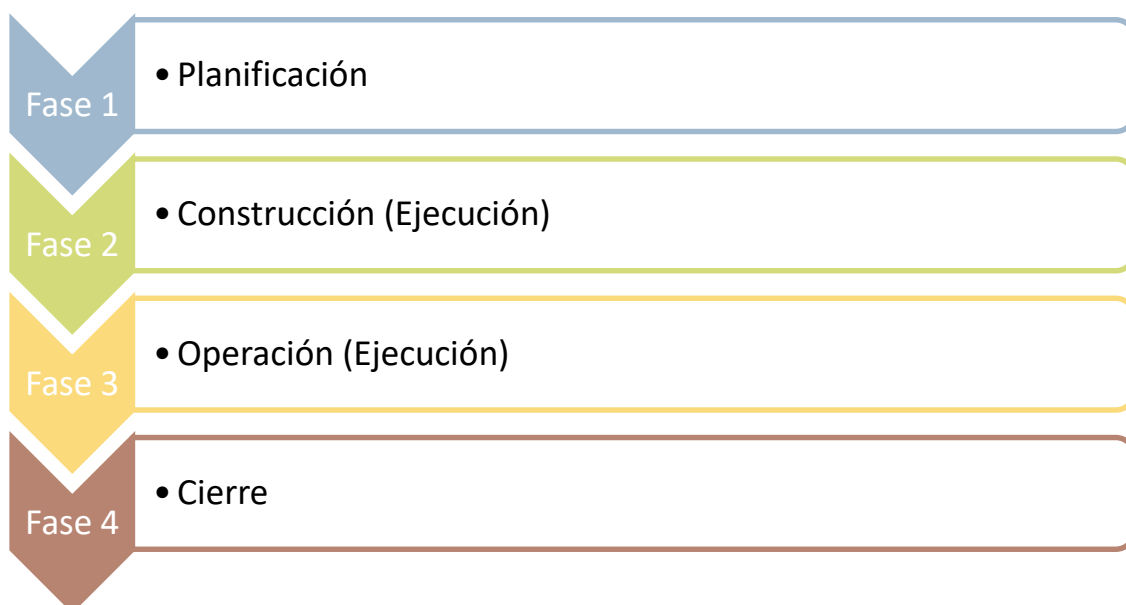 Fase 1
• Planificación
Fase 2
• Construcción (Ejecución)
Fase 3
• Operación (Ejecución)
Fase 4
• Cierre